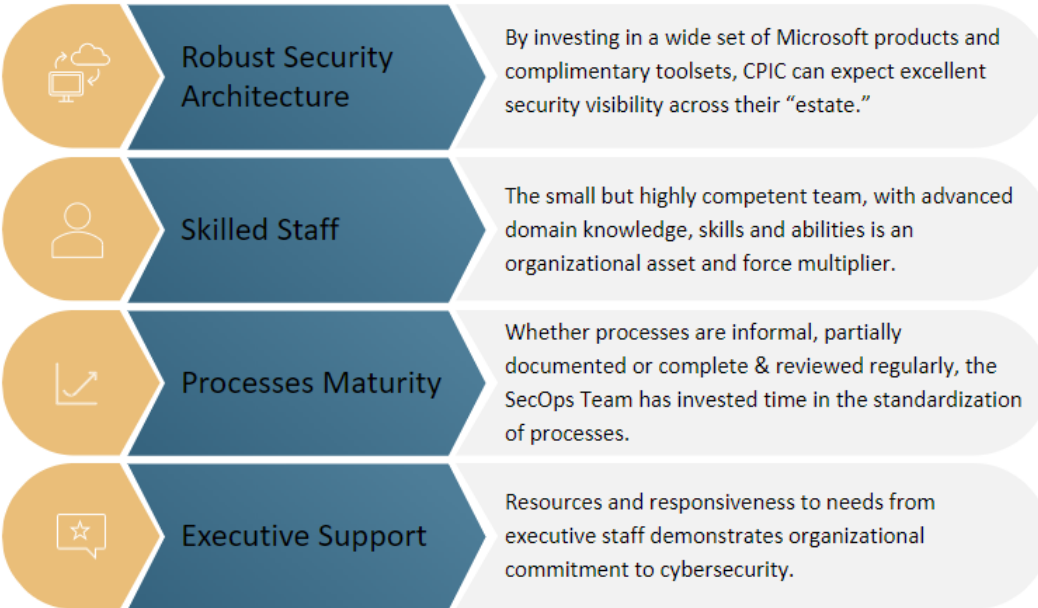 Robust Security
Architecture
By investing in a wide set of Microsoft products and
complimentary toolsets, CPIC can expect excellent
security visibility across their “estate.”
Skilled Staff
The small but highly competent team, with advanced
domain knowledge, skills and abilities is an
organizational asset and force multiplier.
Processes Maturity
Whether processes are informal, partially
documented or complete & reviewed regularly, the
SecOps Team has invested time in the standardization
of processes.
Executive Support
Resources and responsiveness to needs from
executive staff demonstrates organizational
commitment to cybersecurity.